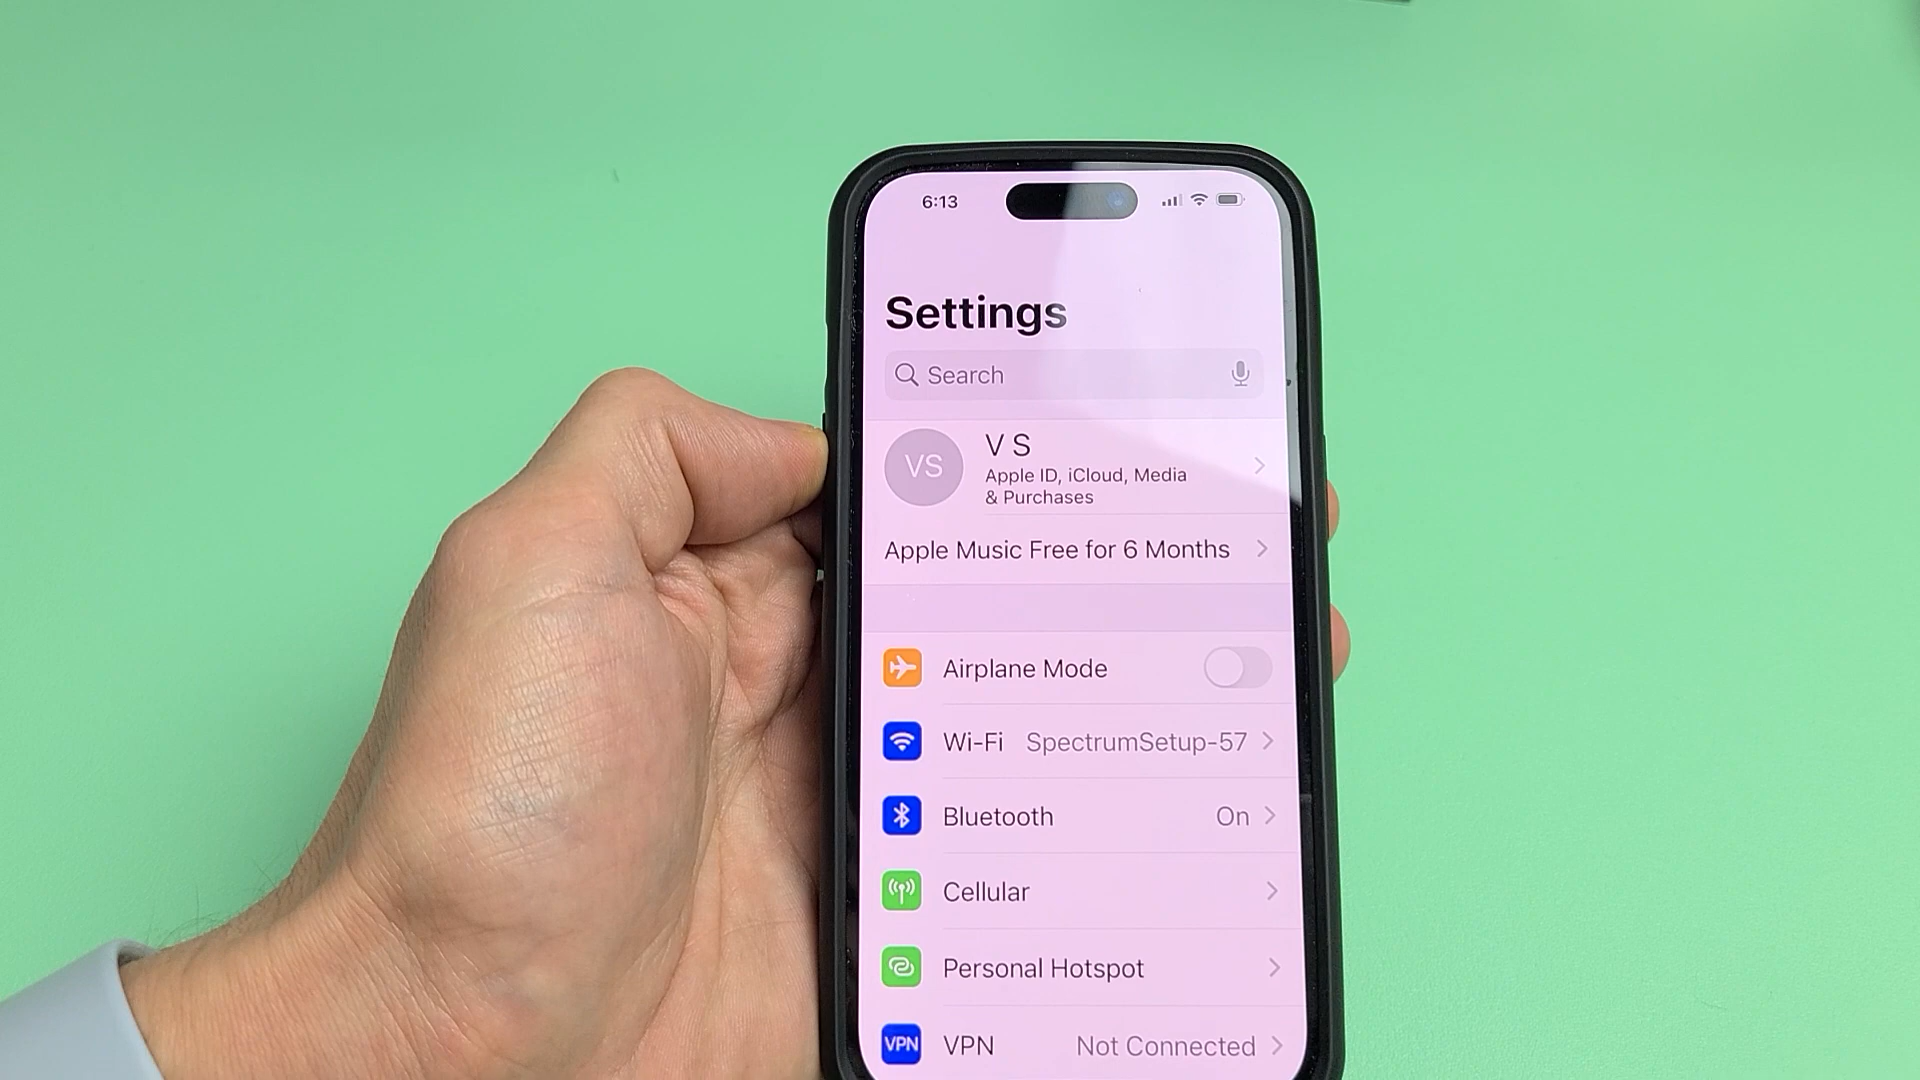 6:13
Settings
Search
VS
V S
Apple ID, iCloud, Media
& Purchases
Apple Music Free for 6 Months
Airplane Mode
Wi-Fi SpectrumSetup-57
Bluetooth On
Cellular
Personal Hotspot
VPN VPN Not Connected